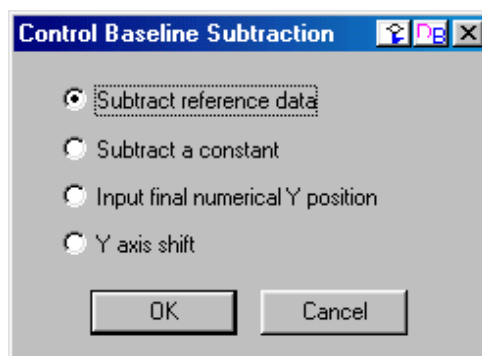 Control Baseline Subtraction
Subtract reference data
Subtract a constant
Input final numerical Y position
Y axis shift
OK Cancel